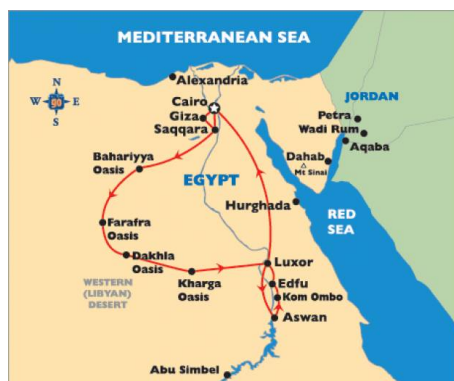 MEDITERRANEAN SEA
N
W
E
S
Alexandria
Cairo
Giza
Saqqara
JORDAN
Petra
Wadi Rum
Aqaba
Dahab
Mt Sinai
Bahariyya
Oasis
EGYPT
Hurghada
RED
SEA
Farafra
Oasis
Dakhla
Oasis
Luxor
Edfu
Kom Ombo
Kharga
Oasis
WESTERN
(LIBYAN)
DESERT
Aswan
Abu Simbel